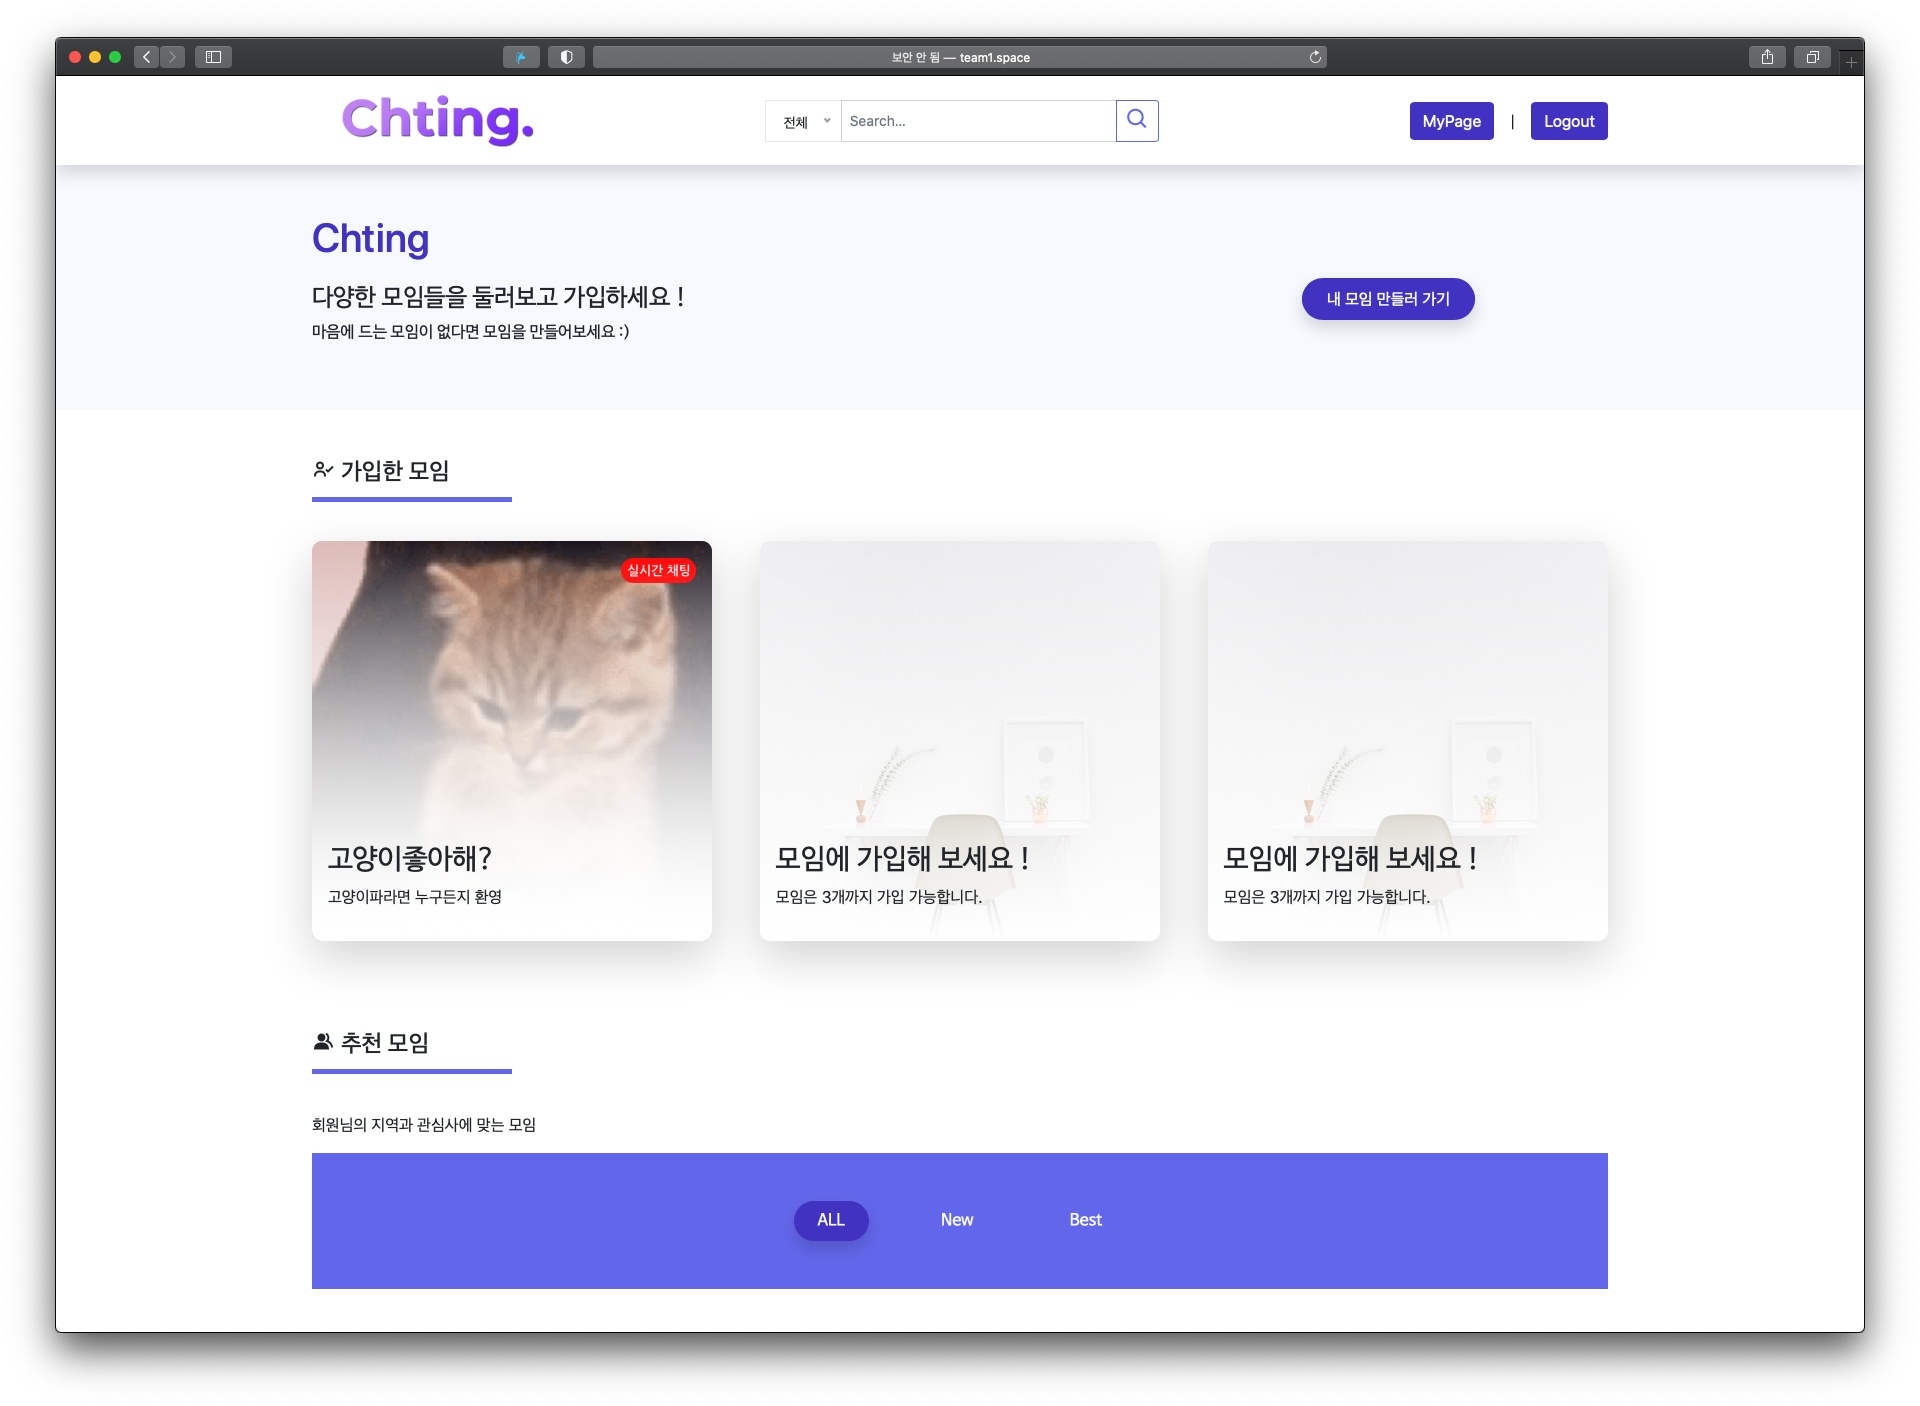 보안 안 됨 — team1.space
Chting.
전체
Search...
MyPage | Logout
Chting
다양한 모임들을 둘러보고 가입하세요 !
마음에 드는 모임이 없다면 모임을 만들어보세요 :)
내 모임 만들러 가기
가입한 모임
실시간 채팅
고양이좋아해?
고양이파라면 누구든지 환영
모임에 가입해 보세요 !
모임은 3개까지 가입 가능합니다.
모임에 가입해 보세요 !
모임은 3개까지 가입 가능합니다.
추천 모임
회원님의 지역과 관심사에 맞는 모임
ALL
New
Best